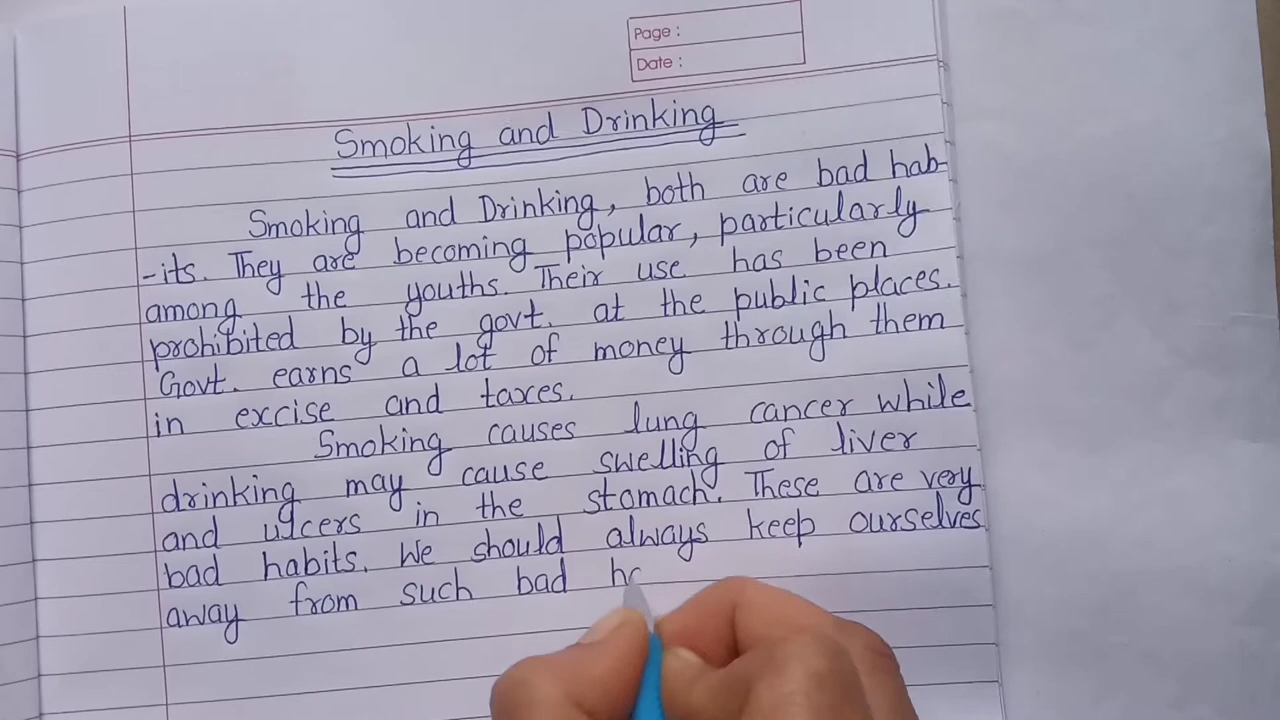 Page :
Date :
Smoking and Drinking
Smoking and Drinking, both are bad hab-
-its. They are becoming popular, particularly
among the youths. Their use has been
prohibited by the govt. at the public places.
Govt. earns a lot of money through them
in excise and taxes.
Smoking causes lung cancer while
drinking may cause swelling of liver
and ulcers in the stomach. These are very
bad habits. We should always keep ourselves
away from such bad